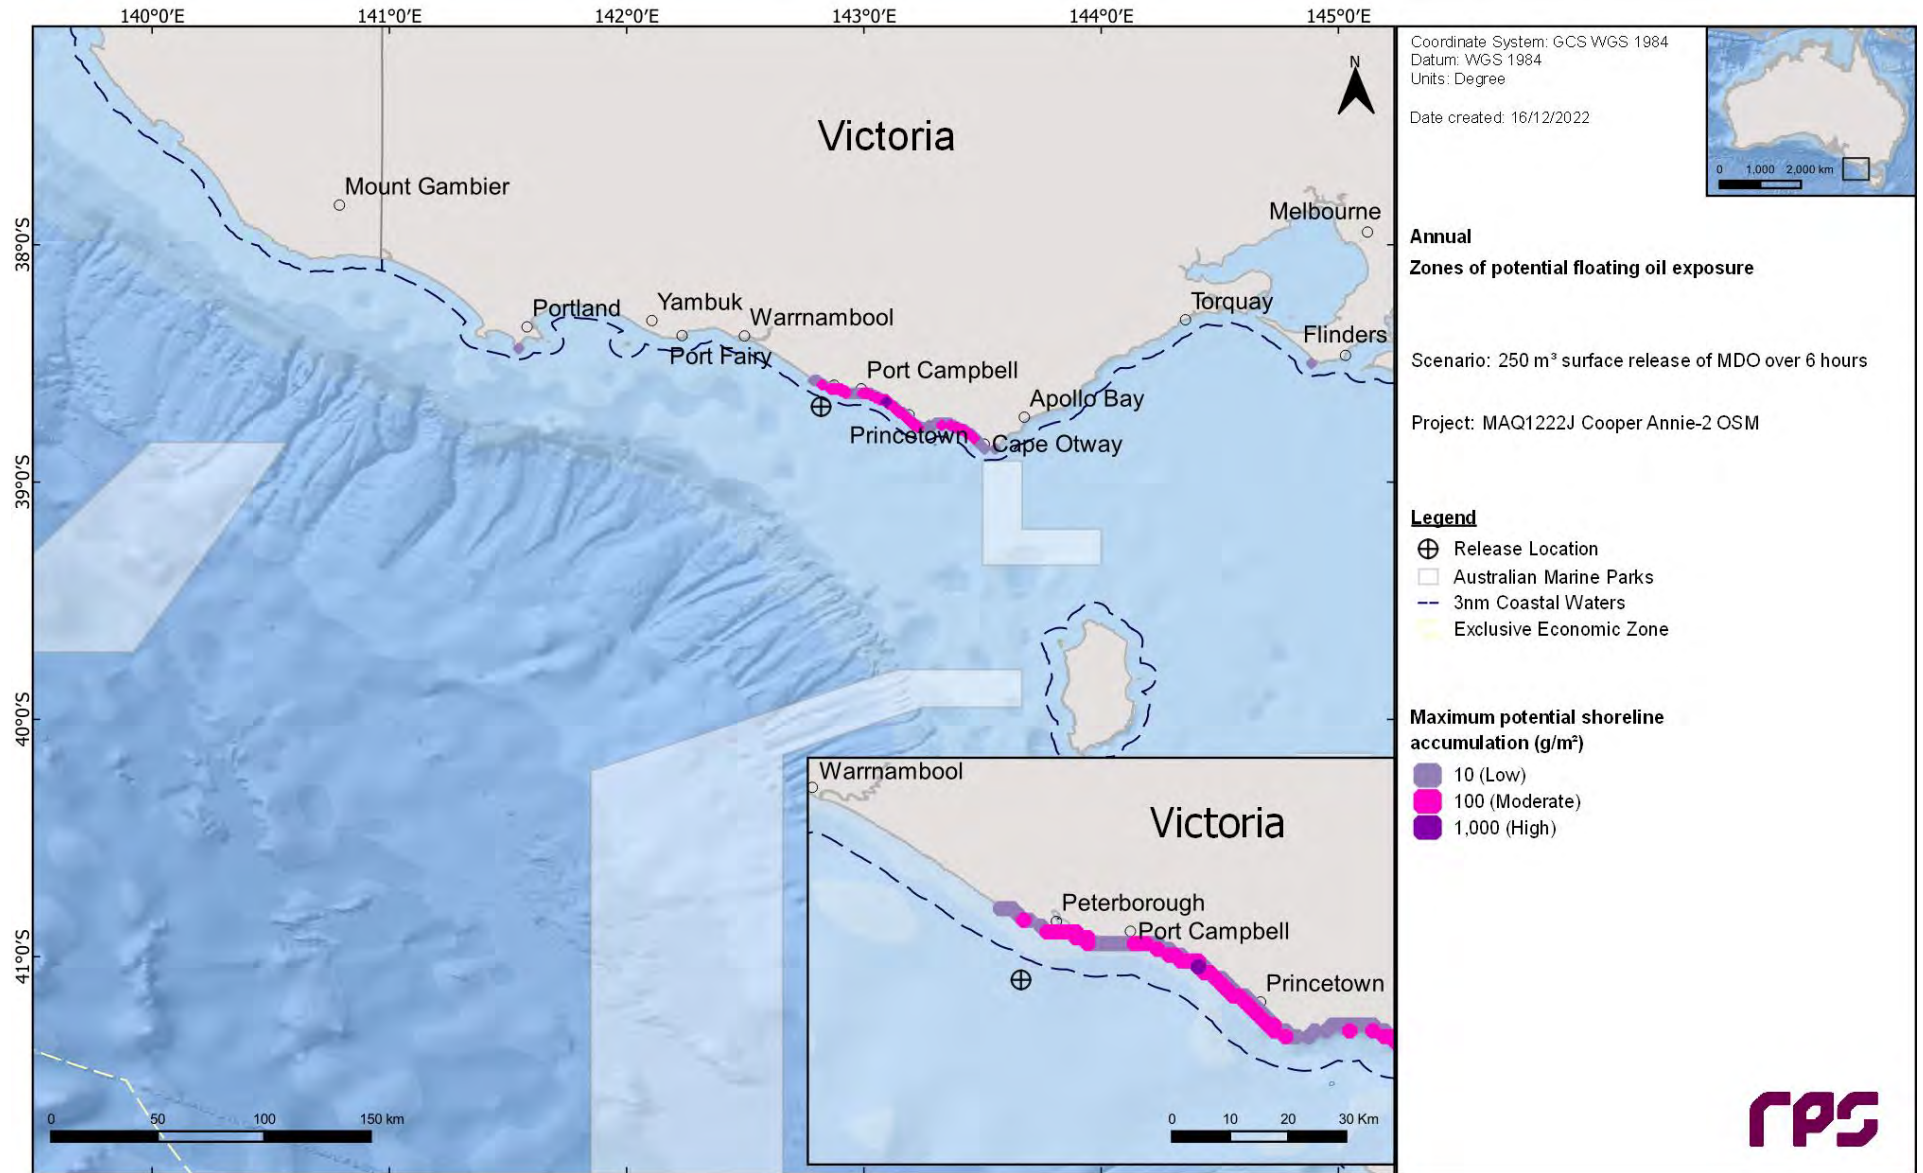 140°0'E
141°0'E
142°0'E
143°0'E
144°0'E
145°0'E
38°0'S
39°0'S
40°0'S
41°0'S
N
Victoria
Mount Gambier
Melbourne
Portland
Yambuk
Warrnambool
Port Fairy
Torquay
Flinders
Port Campbell
Apollo Bay
Princetown
Cape Otway
0 50 100 150 km
Warrnambool
Victoria
Peterborough
Port Campbell
Princetown
0 10 20 30 Km
Coordinate System: GCS WGS 1984
Datum: WGS 1984
Units: Degree
Date created: 16/12/2022
0 1,000 2,000 km
Annual
Zones of potential floating oil exposure
Scenario: 250 m³ surface release of MDO over 6 hours
Project: MAQ1222J Cooper Annie-2 OSM
Legend
Release Location
Australian Marine Parks
3nm Coastal Waters
Exclusive Economic Zone
Maximum potential shoreline
accumulation (g/m²)
10 (Low)
100 (Moderate)
1,000 (High)
rps